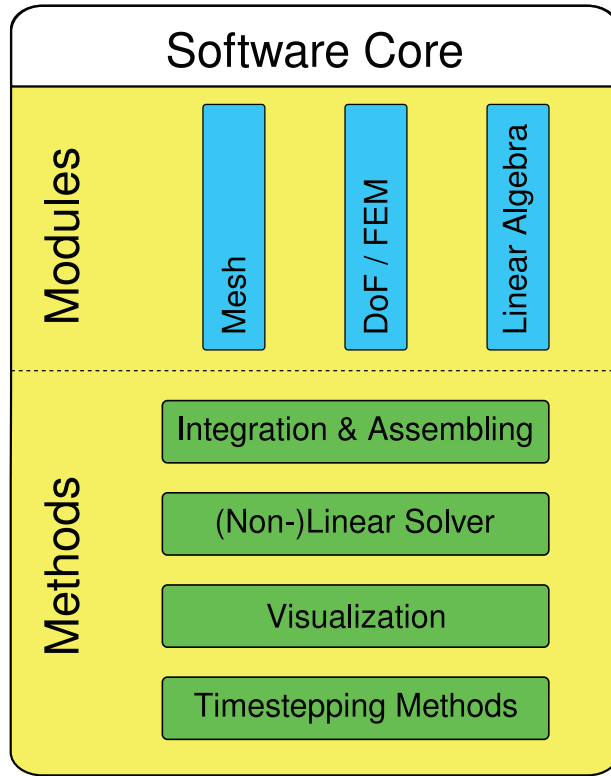 Software Core
Modules
Mesh
DoF / FEM
Linear Algebra
Methods
Integration & Assembling
(Non-)Linear Solver
Visualization
Timestepping Methods